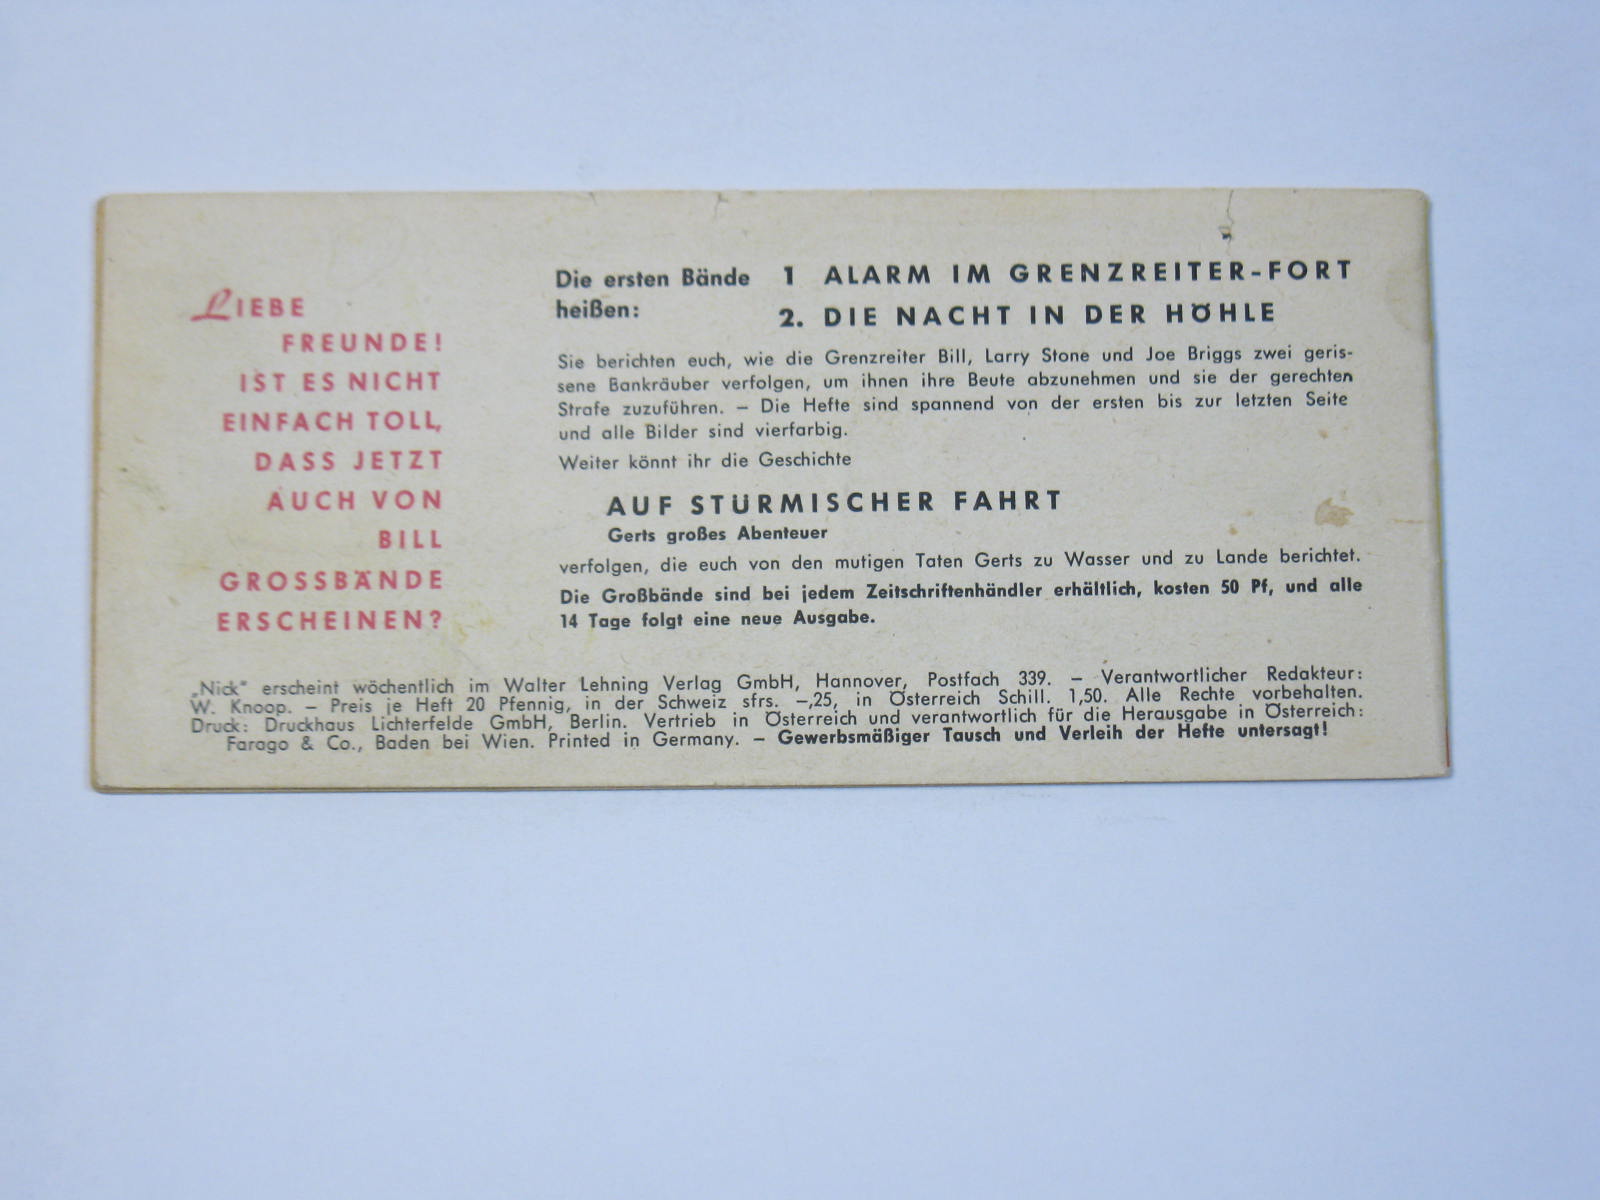 LIEBE
FREUNDE!
IST ES NICHT
EINFACH TOLL,
DASS JETZT
AUCH VON
BILL
GROSSBÄNDE
ERSCHEINEN?
Die ersten Bände
heißen:
1 ALARM IM GRENZREITER-FORT
2. DIE NACHT IN DER HÖHLE
Sie berichten euch, wie die Grenzreiter Bill, Larry Stone und Joe Briggs zwei geris-
sene Bankräuber verfolgen, um ihnen ihre Beute abzunehmen und sie der gerechten
Strafe zuzuführen. – Die Hefte sind spannend von der ersten bis zur letzten Seite
und alle Bilder sind vierfarbig.
Weiter könnt ihr die Geschichte
AUF STÜRMISCHER FAHRT
Gerts großes Abenteuer
verfolgen, die euch von den mutigen Taten Gerts zu Wasser und zu Lande berichtet.
Die Großbände sind bei jedem Zeitschriftenhändler erhältlich, kosten 50 Pf, und alle
14 Tage folgt eine neue Ausgabe.
„Nick“ erscheint wöchentlich im Walter Lehning Verlag GmbH, Hannover, Postfach 339. – Verantwortlicher Redakteur:
W. Knoop. – Preis je Heft 20 Pfennig, in der Schweiz sfrs. –,25, in Österreich Schill. 1,50. Alle Rechte vorbehalten.
Druck: Druckhaus Lichterfelde GmbH, Berlin. Vertrieb in Österreich und verantwortlich für die Herausgabe in Österreich:
Farago & Co., Baden bei Wien. Printed in Germany. – Gewerbsmäßiger Tausch und Verleih der Hefte untersagt!